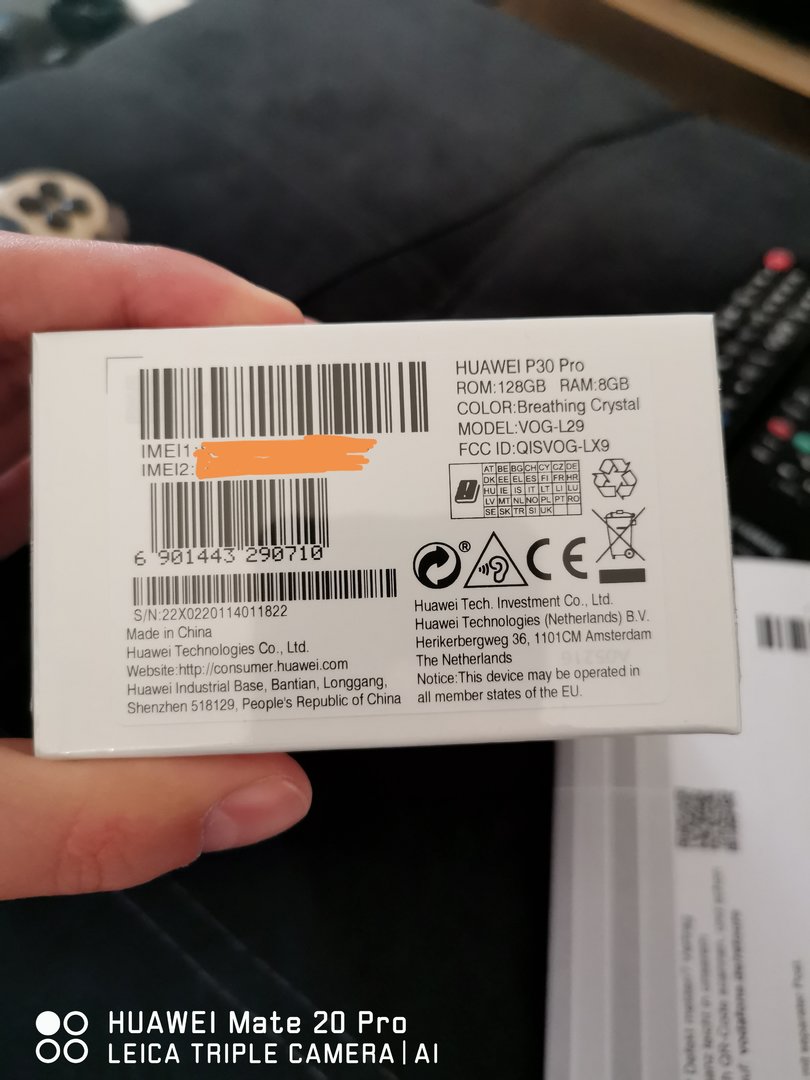 IMEI1:
IMEI2:
6 901443 290710
S/N:22X0220114011822
Made in China
Huawei Technologies Co., Ltd.
Website:http://consumer.huawei.com
Huawei Industrial Base, Bantian, Longgang,
Shenzhen 518129, People's Republic of China
HUAWEI P30 Pro
ROM:128GB RAM:8GB
COLOR:Breathing Crystal
MODEL:VOG-L29
FCC ID:QISVOG-LX9
AT BE BG CH CY CZ DE
DK EE EL ES FI FR HR
HU IE IS IT LT LI LU
LV MT NL NO PL PT RO
SE SK TR SI UK
® CE
Huawei Tech. Investment Co., Ltd.
Huawei Technologies (Netherlands) B.V.
Herikerbergweg 36, 1101CM Amsterdam
The Netherlands
Notice:This device may be operated in
all member states of the EU.
HUAWEI Mate 20 Pro
LEICA TRIPLE CAMERA | AI